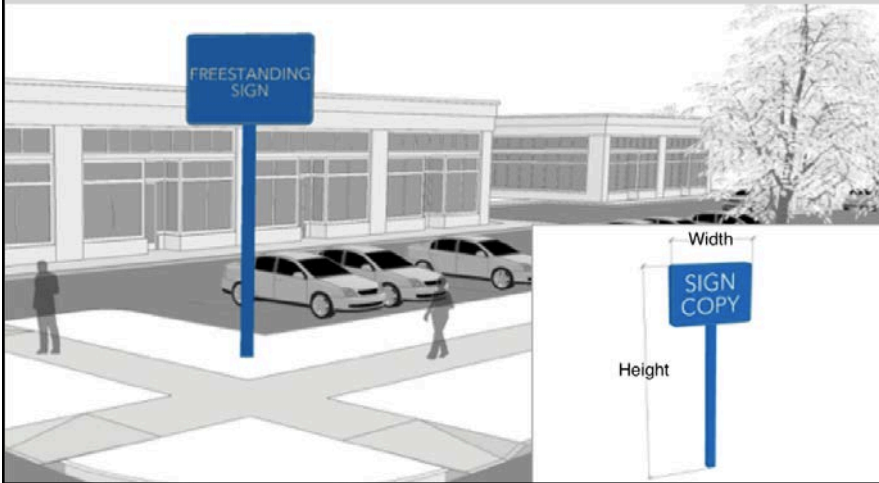 FREESTANDING
SIGN
Width
SIGN
COPY
Height